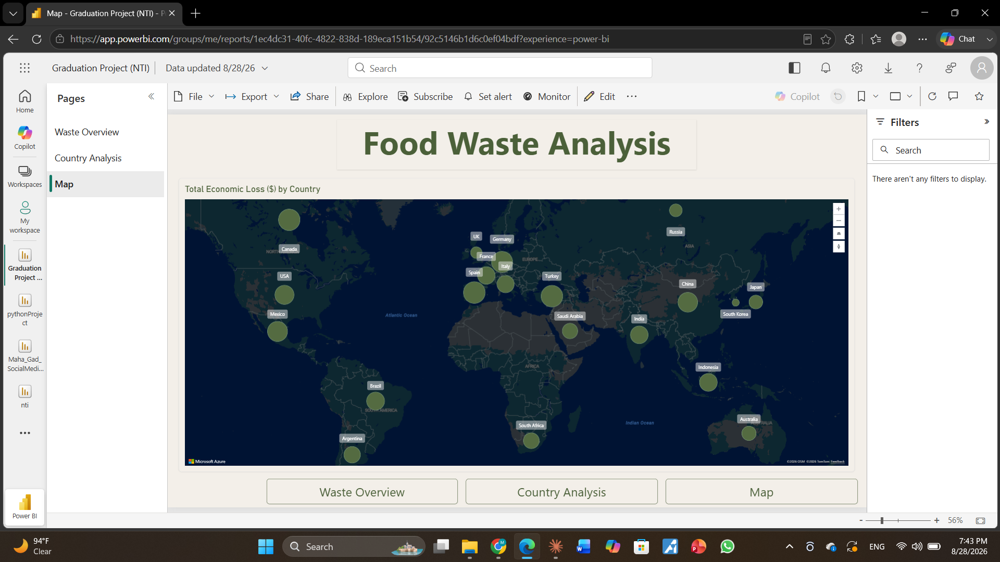 Map - Graduation Project (NTI) - P
https://app.powerbi.com/groups/me/reports/1ec4dc31-40fc-4822-838d-189eca151b54/92c5146b1d6c0ef04bdf?experience=power-bi
Chat
Graduation Project (NTI)
Data updated 8/28/26
Search
Home
Copilot
Workspaces
My
workspace
Graduation
Project ...
pythonProje
ct
Maha_Gad_
SocialMedi...
nti
Power BI
Pages
Waste Overview
Country Analysis
Map
File
Export
Share
Explore
Subscribe
Set alert
Monitor
Edit
Copilot
Food Waste Analysis
Total Economic Loss ($) by Country
Canada
USA
Mexico
Brazil
SOUTH AMERICA
Argentina
Atlantic Ocean
UK
Germany
France
EUROPE
Italy
Spain
Turkey
Saudi Arabia
AFRICA
South Africa
Russia
ASIA
China
Japan
South Korea
India
Indonesia
Indian Ocean
Australia
Microsoft Azure
©2026 OSM ©2026 TomTom Feedback
Waste Overview
Country Analysis
Map
Filters
Search
There aren't any filters to display.
- + 56%
94°F
Clear
Search
ENG
7:43 PM
8/28/2026